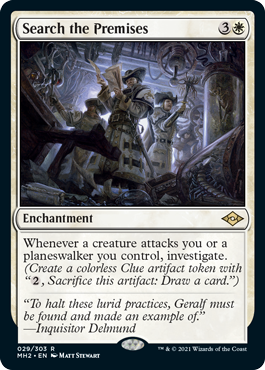 Search the Premises 3
Enchantment
Whenever a creature attacks you or a
planeswalker you control, investigate.
(Create a colorless Clue artifact token with
“2, Sacrifice this artifact: Draw a card.”)
“To halt these lurid practices, Geralf must
be found and made an example of.”
—Inquisitor Delmund
029/303 R
MH2 • EN MATT STEWART
™ & © 2021 Wizards of the Coast